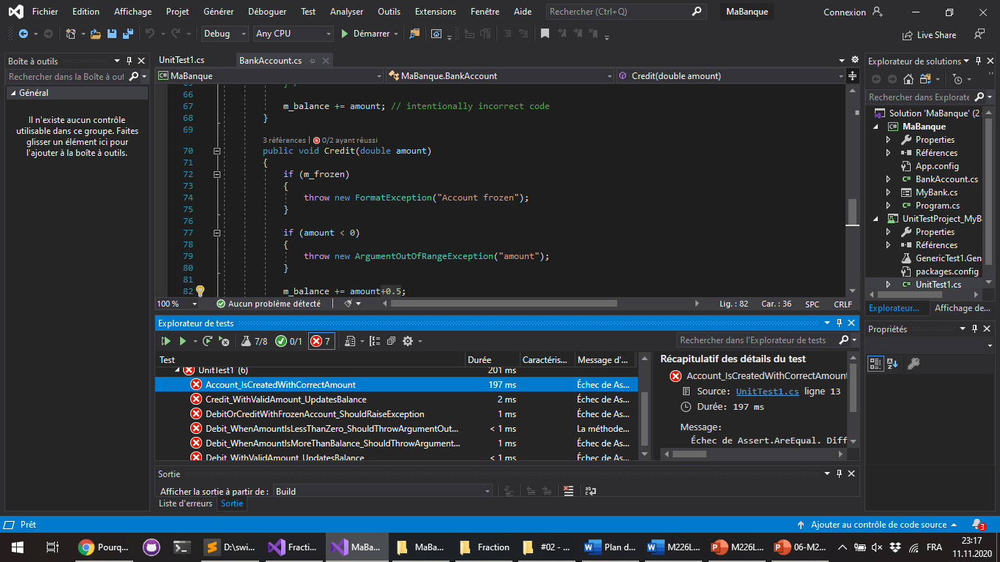 Fichier Edition Affichage Projet Générer Déboguer Test Analyser Outils Extensions Fenêtre Aide Rechercher (Ctrl+Q) MaBanque Connexion
Debug Any CPU Démarrer Live Share
Boîte à outils
Rechercher dans la Boîte à out
Général
Il n'existe aucun contrôle
utilisable dans ce groupe. Faites
glisser un élément ici pour
l'ajouter à la boîte à outils.
UnitTest1.cs BankAccount.cs
MaBanque MaBanque.BankAccount Credit(double amount)
66
67 m_balance += amount; // intentionally incorrect code
68 }
69
3 références | 0/2 ayant réussi
70 public void Credit(double amount)
71 {
72 if (m_frozen)
73 {
74 throw new FormatException("Account frozen");
75 }
76
77 if (amount < 0)
78 {
79 throw new ArgumentOutOfRangeException("amount");
80 }
81
82 m_balance += amount+0.5;
100 % Aucun problème détecté Lig. : 82 Car. : 36 SPC CRLF
Explorateur de tests
7/8 0/1 7 Rechercher dans l'Explorateur de tests
Test Durée Caractéris... Message d'...
UnitTest1 (6) 201 ms
Account_IsCreatedWithCorrectAmount 197 ms Échec de As...
Credit_WithValidAmount_UpdatesBalance 2 ms Échec de As...
DebitOrCreditWithFrozenAccount_ShouldRaiseException 1 ms Échec de As...
Debit_WhenAmountIsLessThanZero_ShouldThrowArgumentOut... < 1 ms La méthode...
Debit_WhenAmountIsMoreThanBalance_ShouldThrowArgument... 1 ms Échec de As...
Debit_WithValidAmount_UpdatesBalance < 1 ms Échec de As...
Récapitulatif des détails du test
Account_IsCreatedWithCorrectAmount
Source: UnitTest1.cs ligne 13
Durée: 197 ms
Message:
Échec de Assert.AreEqual. Diff
Sortie
Afficher la sortie à partir de : Build
Liste d'erreurs Sortie
Explorateur de solutions
Rechercher dans Explorate
Solution 'MaBanque' (2
MaBanque
Properties
Références
App.config
BankAccount.cs
MyBank.cs
Program.cs
UnitTestProject_MyB
Properties
Références
GenericTest1.Gen
packages.config
UnitTest1.cs
Explorateur... Affichage de...
Propriétés
Prêt Ajouter au contrôle de code source 3
Pourq... D:\swi... Fracti... MaBa... MaBa... Fraction #02 - ... Plan d... M226L... M226L... 06-M2... FRA 23:17
11.11.2020